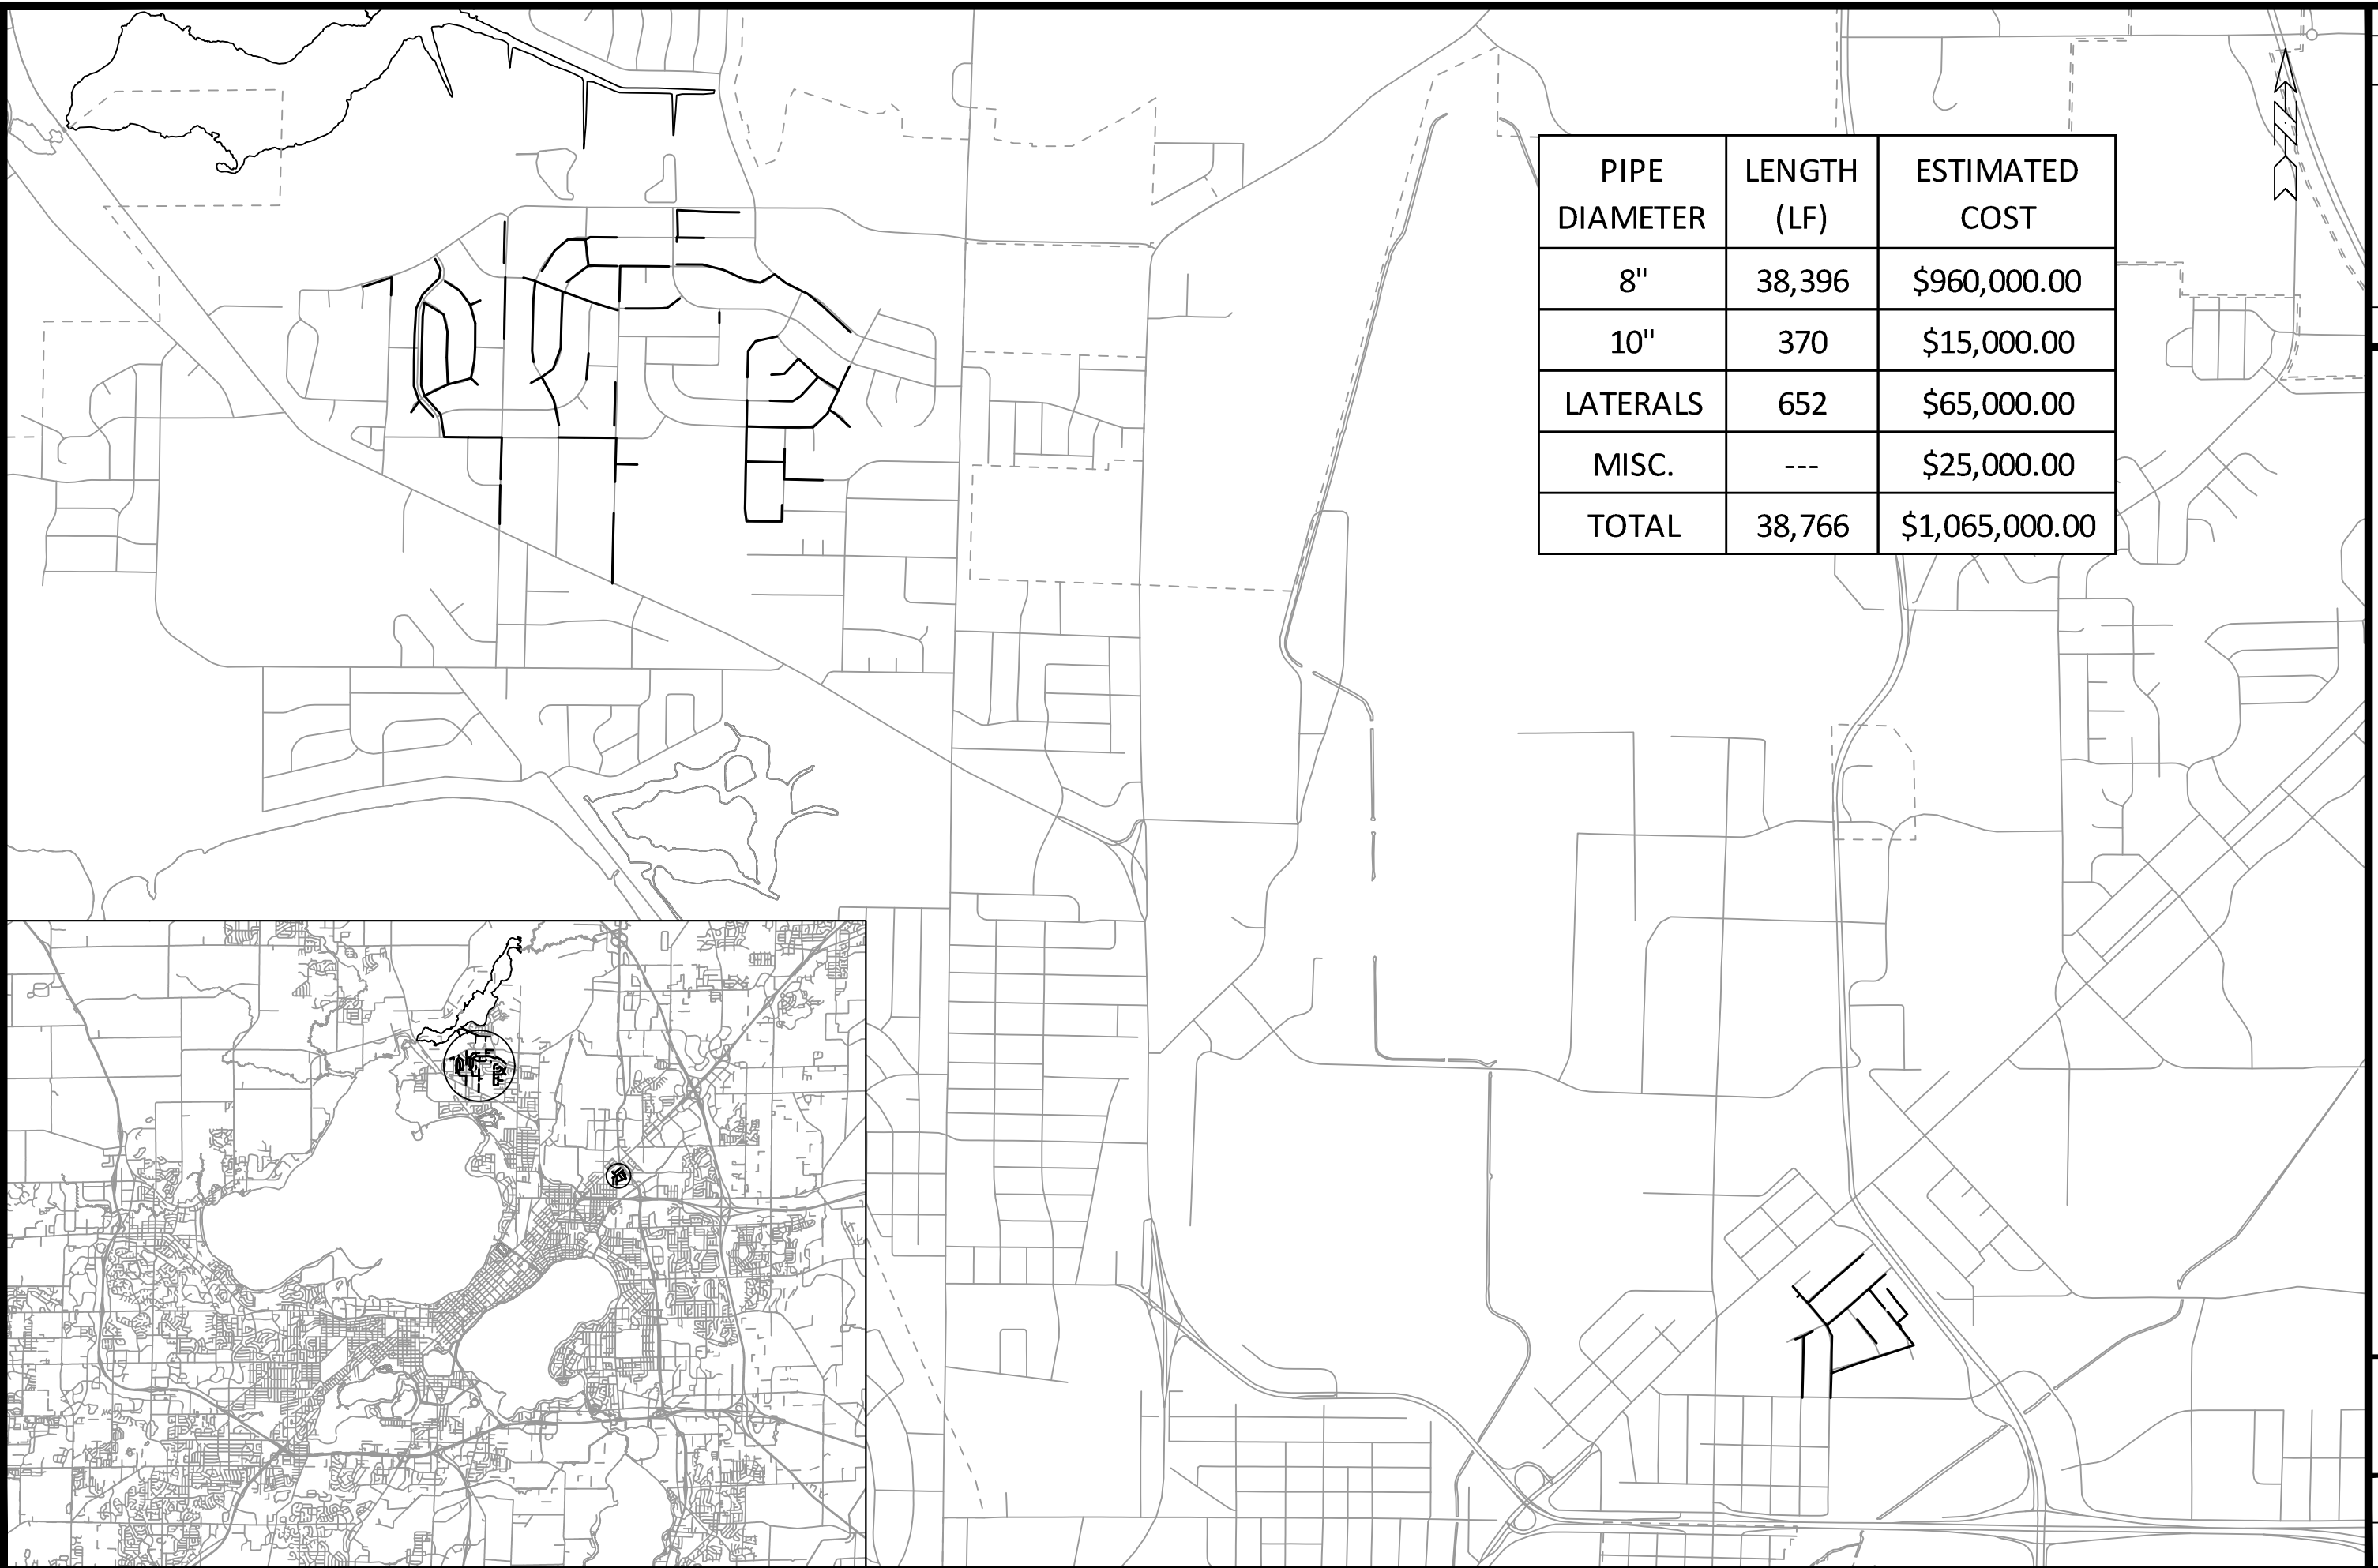 PIPE DIAMETER LENGTH (LF) ESTIMATED COST
8" 38,396 $960,000.00
10" 370 $15,000.00
LATERALS 652 $65,000.00
MISC. --- $25,000.00
TOTAL 38,766 $1,065,000.00